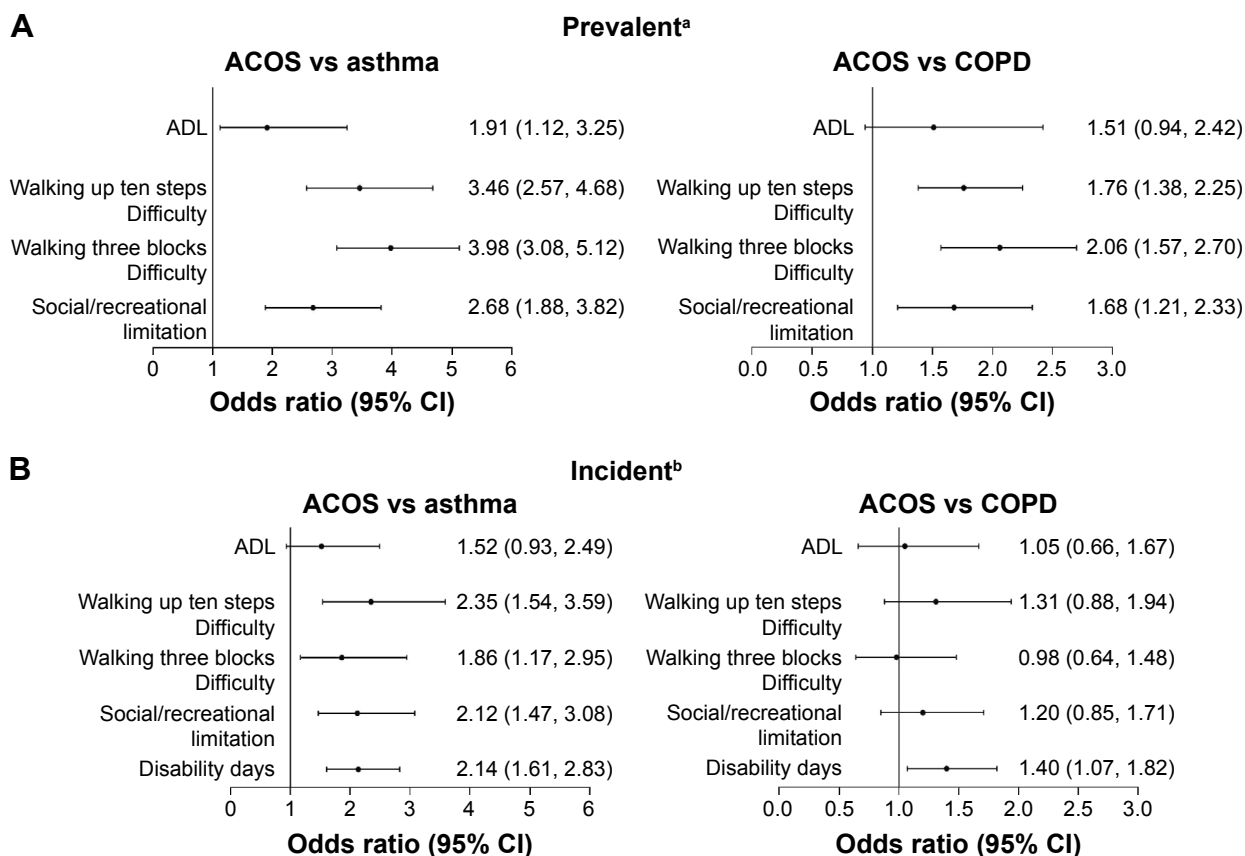 A
Prevalentᵃ
ACOS vs asthma
ADL
1.91 (1.12, 3.25)
Walking up ten steps
Difficulty
3.46 (2.57, 4.68)
Walking three blocks
Difficulty
3.98 (3.08, 5.12)
Social/recreational
limitation
2.68 (1.88, 3.82)
0 1 2 3 4 5 6
Odds ratio (95% CI)
ACOS vs COPD
ADL
1.51 (0.94, 2.42)
Walking up ten steps
Difficulty
1.76 (1.38, 2.25)
Walking three blocks
Difficulty
2.06 (1.57, 2.70)
Social/recreational
limitation
1.68 (1.21, 2.33)
0.0 0.5 1.0 1.5 2.0 2.5 3.0
Odds ratio (95% CI)
B
Incidentᵇ
ACOS vs asthma
ADL
1.52 (0.93, 2.49)
Walking up ten steps
Difficulty
2.35 (1.54, 3.59)
Walking three blocks
Difficulty
1.86 (1.17, 2.95)
Social/recreational
limitation
2.12 (1.47, 3.08)
Disability days
2.14 (1.61, 2.83)
0 1 2 3 4 5 6
Odds ratio (95% CI)
ACOS vs COPD
ADL
1.05 (0.66, 1.67)
Walking up ten steps
Difficulty
1.31 (0.88, 1.94)
Walking three blocks
Difficulty
0.98 (0.64, 1.48)
Social/recreational
limitation
1.20 (0.85, 1.71)
Disability days
1.40 (1.07, 1.82)
0.0 0.5 1.0 1.5 2.0 2.5 3.0
Odds ratio (95% CI)